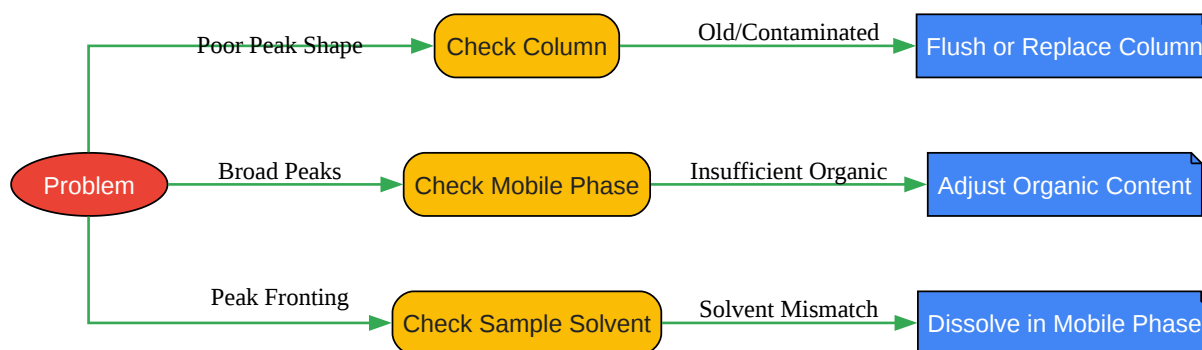 Poor Peak Shape
Check Column
Old/Contaminated
Flush or Replace Column
Problem
Broad Peaks
Check Mobile Phase
Insufficient Organic
Adjust Organic Content
Peak Fronting
Check Sample Solvent
Solvent Mismatch
Dissolve in Mobile Phase